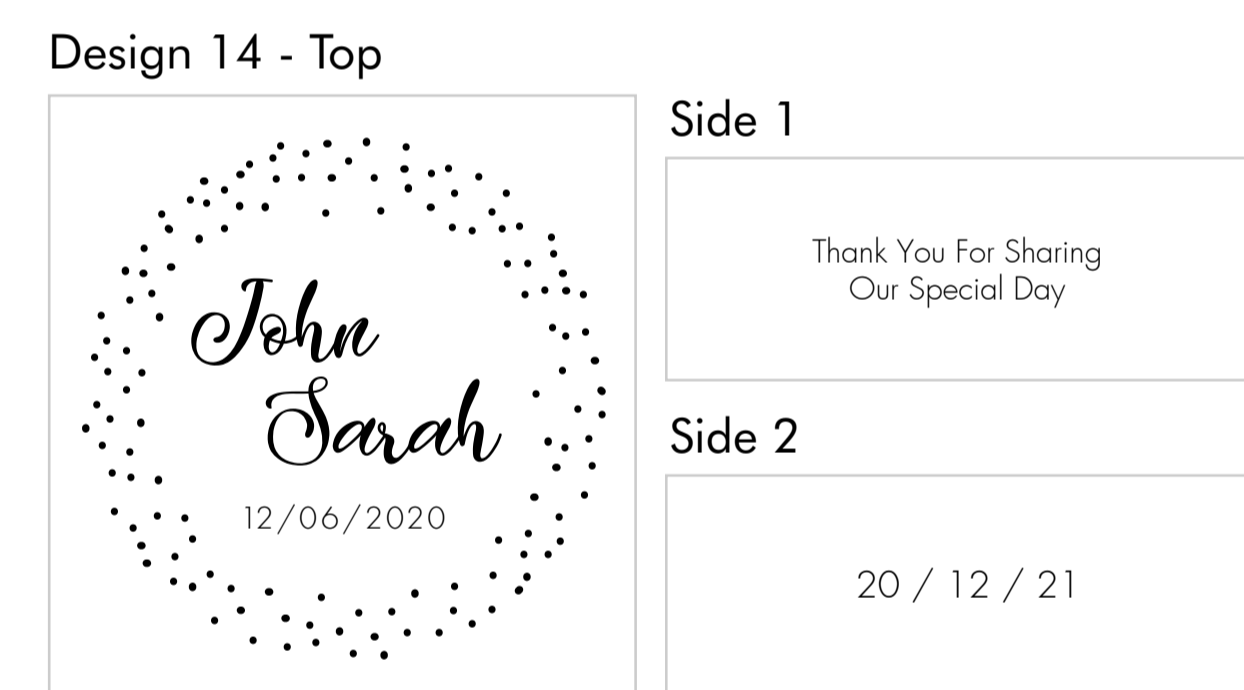 Design 14 - Top
John
Sarah
12/06/2020
Side 1
Thank You For Sharing
Our Special Day
Side 2
20 / 12 / 21